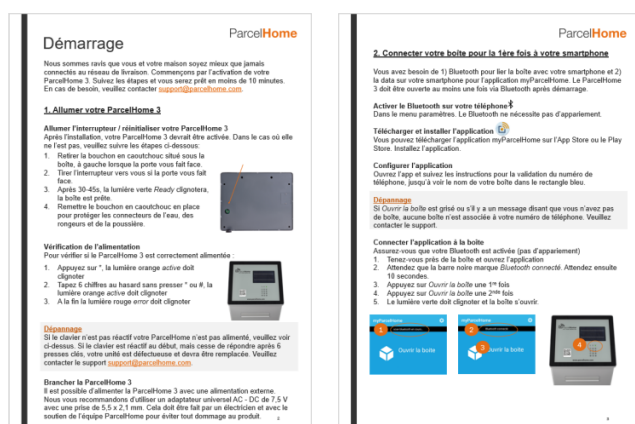 ParcelHome
Démarrage
Nous sommes ravis que vous et votre maison soyez mieux que jamais
connectés au réseau de livraison. Commençons par l'activation de votre
ParcelHome 3. Suivez les étapes et vous serez prêt en moins de 10 minutes.
En cas de besoin, veuillez contacter support@parcelhome.com.
1. Allumer votre ParcelHome 3
Allumer l'interrupteur / réinitialiser votre ParcelHome 3
Après l'installation, votre ParcelHome 3 devrait être activée. Dans le cas où elle
ne l'est pas, veuillez suivre les étapes ci-dessous:
1. Retirer la bouchon en caoutchouc situé sous la
boîte, à gauche lorsque la porte vous fait face.
2. Tirer l'interrupteur vers vous si la porte vous fait
face.
3. Après 30-45s, la lumière verte Ready clignotera,
la boîte est prête.
4. Remettre le bouchon en caoutchouc en place
pour protéger les connecteurs de l'eau, des
rongeurs et de la poussière.
Vérification de l'alimentation
Pour vérifier si le ParcelHome 3 est correctement alimentée :
1. Appuyez sur *, la lumière orange active doit
clignoter
2. Tapez 6 chiffres au hasard sans presser * ou #, la
lumière orange active doit clignoter
3. A la fin la lumière rouge error doit clignoter
Dépannage
Si le clavier n'est pas réactif votre ParcelHome n'est pas alimenté, veuillez voir
ci-dessus. Si le clavier est réactif au début, mais cesse de répondre après 6
presses clés, votre unité est défectueuse et devra être remplacée. Veuillez
contacter le support support@parcelhome.com.
Brancher la ParcelHome 3
Il est possible d'alimenter la ParcelHome 3 avec une alimentation externe.
Nous vous recommandons d'utiliser un adaptateur universel AC - DC de 7,5 V
avec une prise de 5,5 x 2,1 mm. Cela doit être fait par un électricien et avec le
soutien de l'équipe ParcelHome pour éviter tout dommage au produit.
ParcelHome
2. Connecter votre boîte pour la 1ère fois à votre smartphone
Vous avez besoin de 1) Bluetooth pour lier la boîte avec votre smartphone et 2)
la data sur votre smartphone pour l'application myParcelHome. Le ParcelHome
3 doit être ouverte au moins une fois via Bluetooth après démarrage.
Activer le Bluetooth sur votre téléphone
Dans le menu paramètres. Le Bluetooth ne nécessite pas d'appariement.
Télécharger et installer l'application
Vous pouvez télécharger l'application myParcelHome sur l'App Store ou le Play
Store. Installez l'application.
Configurer l'application
Ouvrez l'app et suivez les instructions pour la validation du numéro de
téléphone, jusqu'à voir le nom de votre boîte dans le rectangle bleu.
Dépannage
Si Ouvrir la boîte est grisé ou s'il y a un message disant que vous n'avez pas
de boîte, aucune boîte n'est associée à votre numéro de téléphone. Veuillez
contacter le support.
Connecter l'application à la boîte
Assurez-vous que votre Bluetooth est activée (pas d'appariement)
1. Tenez-vous près de la boîte et ouvrez l'application
2. Attendez que la barre noire marque Bluetooth connecté. Attendez ensuite
10 secondes.
3. Appuyez sur Ouvrir la boîte une 1re fois
4. Appuyez sur Ouvrir la boîte une 2nde fois
5. Le lumière verte doit clignoter et la boîte s'ouvrir.
myParcelHome
1
Ouvrir la boîte
myParcelHome
2
3
Ouvrir la boîte
4